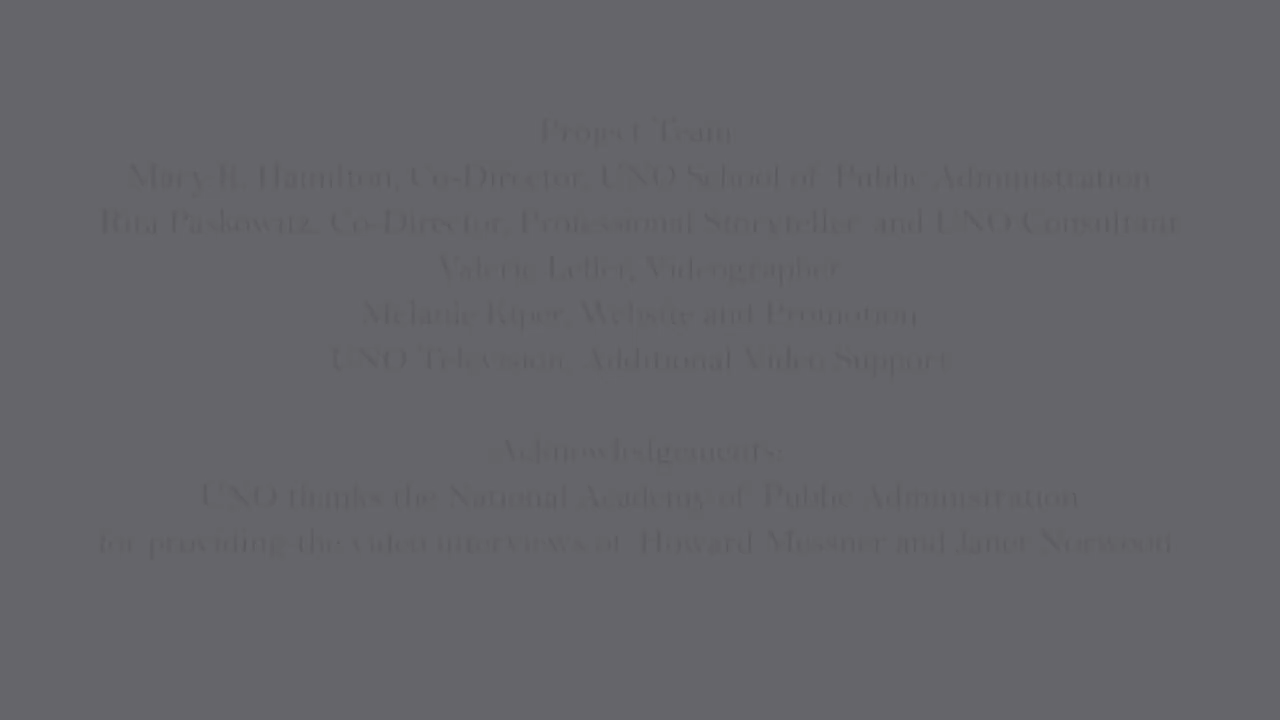 Project Team
Mary R. Hamilton, Co-Director, UNO School of Public Administration
Rita Paskowitz, Co-Director, Professional Storyteller and UNO Consultant
Valerie Videographer
Melanie Kiper, Website and Promotion
UNO Television, Additional Video Support
Acknowledgements:
UNO thanks the National Academy of Public Administration
for providing the video interviews of Howard Messner and Janet Norwood